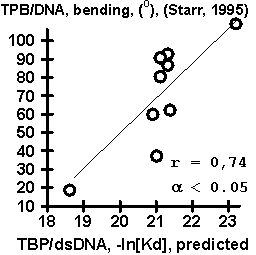 TPB/DNA, bending, (⁰), (Starr, 1995)
100
90
80
70
60
50
40
30
20
10
r = 0,74
α < 0.05
18 19 20 21 22 23
TBP/dsDNA, -ln[Kd], predicted